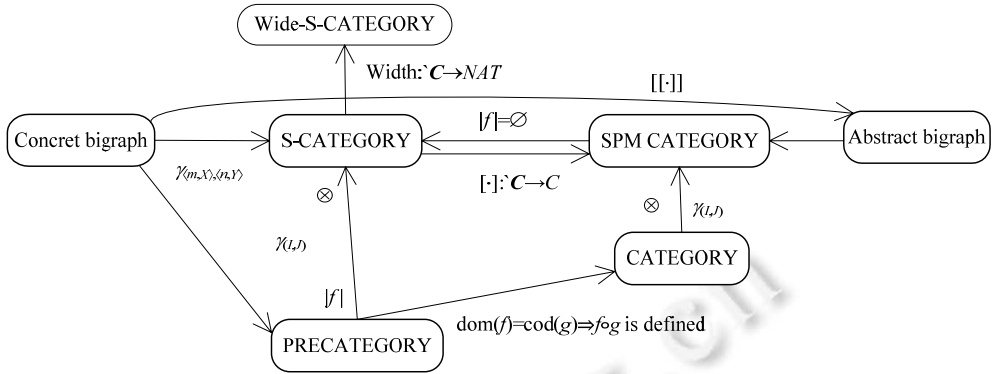 Wide-S-CATEGORY
Width:`C→NAT
[[·]]
Concret bigraph
S-CATEGORY
|f|=∅
SPM CATEGORY
Abstract bigraph
γ⟨m,X⟩,⟨n,Y⟩
[·]:`C→C
⊗
⊗
γ(I,J)
γ(I,J)
CATEGORY
|f|
dom(f)=cod(g)⇒f∘g is defined
PRECATEGORY